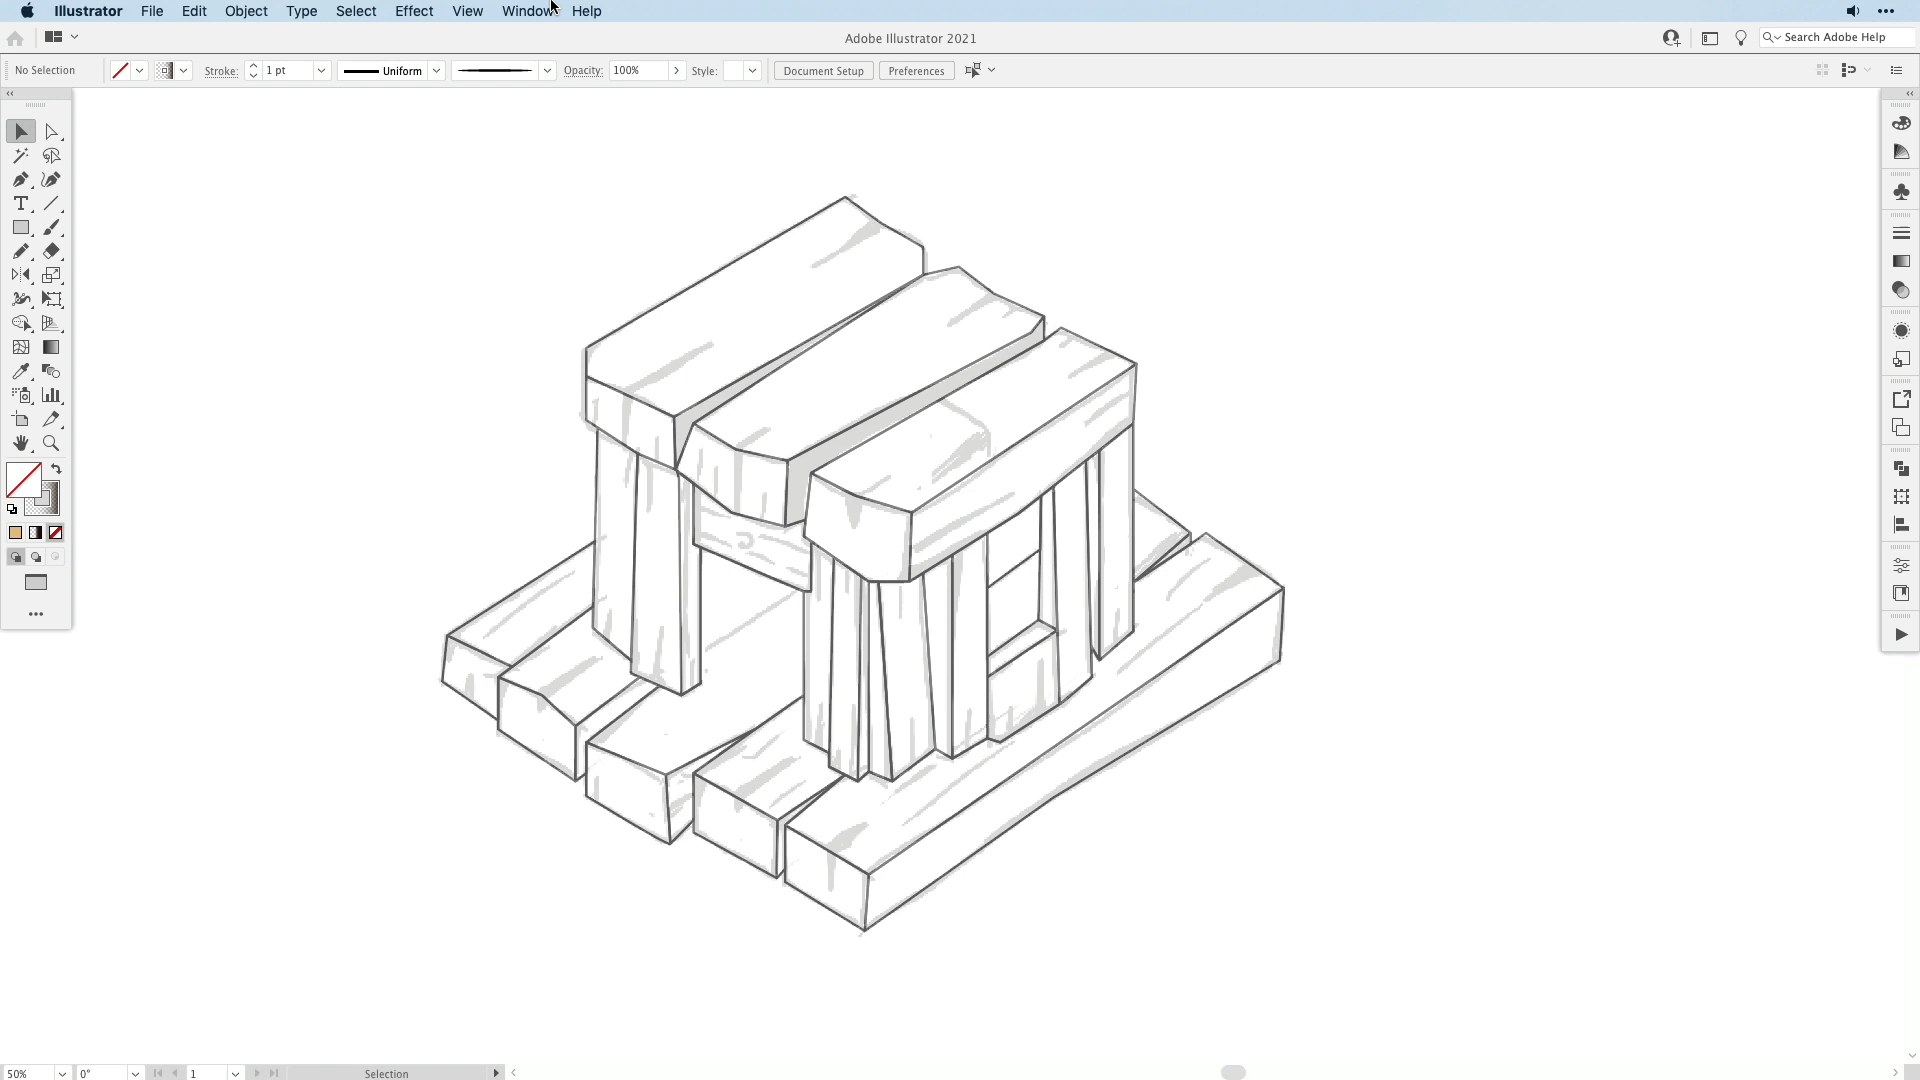 Illustrator File Edit Object Type Select Effect View Window Help
Adobe Illustrator 2021
Search Adobe Help
No Selection Stroke: 1 pt Uniform Opacity: 100% Style: Document Setup Preferences
50% 0° 1 Selection